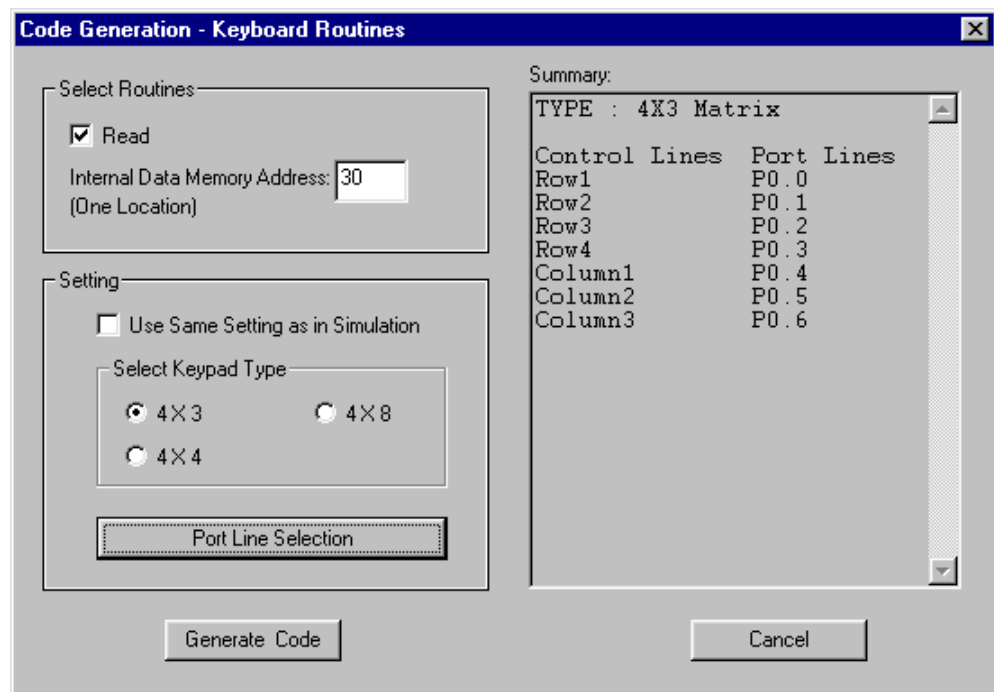 Code Generation - Keyboard Routines
Select Routines
Read
Internal Data Memory Address: 30
(One Location)
Setting
Use Same Setting as in Simulation
Select Keypad Type
4X3 4X8
4X4
Port Line Selection
Generate Code
Summary:
TYPE : 4X3 Matrix
Control Lines Port Lines
Row1 P0.0
Row2 P0.1
Row3 P0.2
Row4 P0.3
Column1 P0.4
Column2 P0.5
Column3 P0.6
Cancel